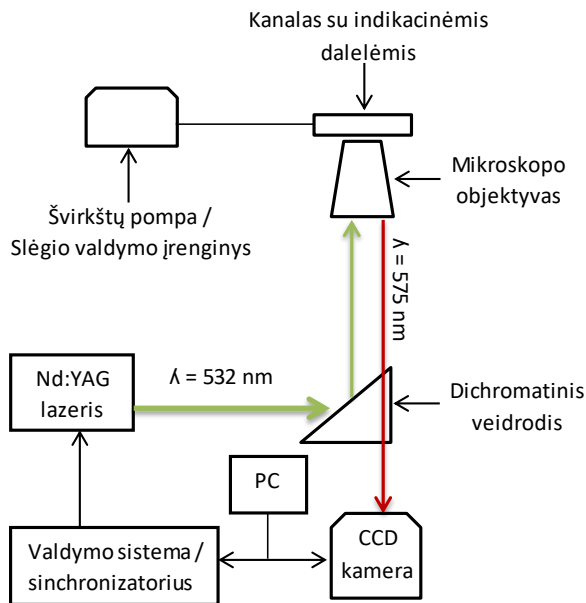 Kanalas su indikacinėmis
dalelėmis
Mikroskopo
objektyvas
Švirkštų pompa /
Slėgio valdymo įrenginys
ʎ = 575 nm
Nd:YAG
lazeris
ʎ = 532 nm
Dichromatinis
veidrodis
PC
Valdymo sistema /
sinchronizatorius
CCD
kamera